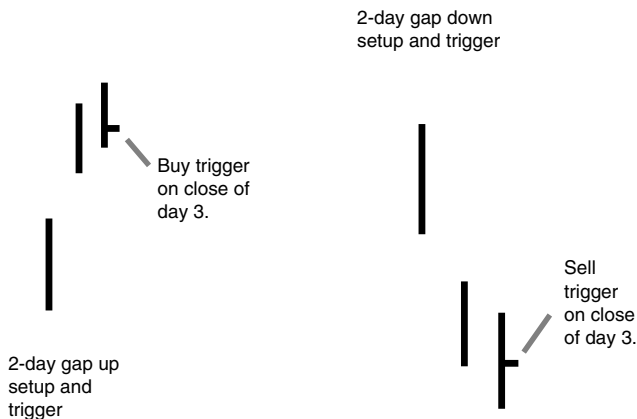 2-day gap down
setup and trigger
Buy trigger
on close of
day 3.
Sell
trigger
on close
of day 3.
2-day gap up
setup and
trigger